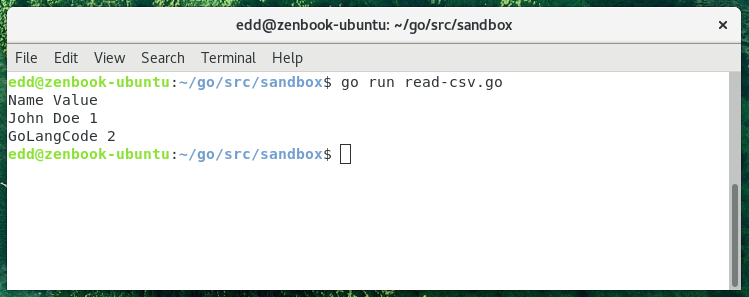 edd@zenbook-ubuntu: ~/go/src/sandbox ×
File Edit View Search Terminal Help
edd@zenbook-ubuntu:~/go/src/sandbox$ go run read-csv.go
Name Value
John Doe 1
GoLangCode 2
edd@zenbook-ubuntu:~/go/src/sandbox$